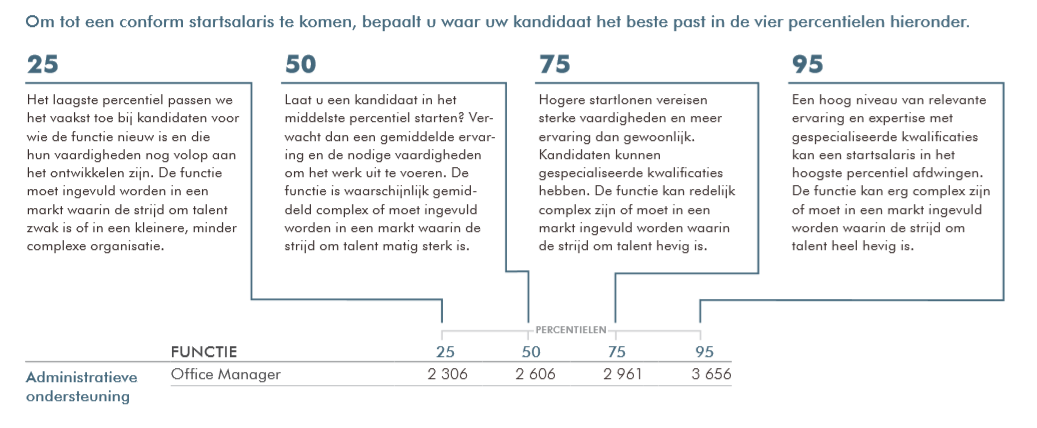 Om tot een conform startsalaris te komen, bepaalt u waar uw kandidaat het beste past in de vier percentielen hieronder.
25
Het laagste percentiel passen we
het vaakst toe bij kandidaten voor
wie de functie nieuw is en die
hun vaardigheden nog volop aan
het ontwikkelen zijn. De functie
moet ingevuld worden in een
markt waarin de strijd om talent
zwak is of in een kleinere, minder
complexe organisatie.
50
Laat u een kandidaat in het
middelste percentiel starten? Ver-
wacht dan een gemiddelde ervar-
ing en de nodige vaardigheden
om het werk uit te voeren. De
functie is waarschijnlijk gemid-
deld complex of moet ingevuld
worden in een markt waarin de
strijd om talent matig sterk is.
75
Hogere startlonen vereisen
sterke vaardigheden en meer
ervaring dan gewoonlijk.
Kandidaten kunnen
gespecialiseerde kwalificaties
hebben. De functie kan redelijk
complex zijn of moet in een
markt ingevuld worden waarin
de strijd om talent hevig is.
95
Een hoog niveau van relevante
ervaring en expertise met
gespecialiseerde kwalificaties
kan een startsalaris in het
hoogste percentiel afdwingen.
De functie kan erg complex zijn
of moet in een markt ingevuld
worden waarin de strijd om
talent heel hevig is.
PERCENTIELEN
FUNCTIE 25 50 75 95
Administratieve
ondersteuning
Office Manager 2 306 2 606 2 961 3 656